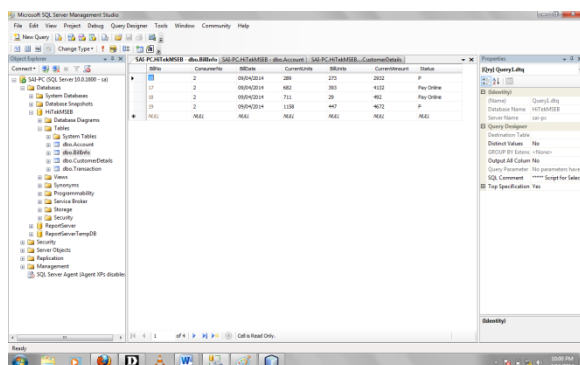 Microsoft SQL Server Management Studio
File Edit View Project Debug Query Designer Tools Window Community Help
New Query
Change Type
Object Explorer
Connect
SAI-PC (SQL Server 10.0.1600 - sa)
Databases
System Databases
Database Snapshots
HiTekMSEB
Database Diagrams
Tables
System Tables
dbo.Account
dbo.BillInfo
dbo.CustomerDetails
dbo.Transaction
Views
Synonyms
Programmability
Service Broker
Storage
Security
ReportServer
ReportServerTempDB
Security
Server Objects
Replication
Management
SQL Server Agent (Agent XPs disable
SAI-PC.HiTekMSEB - dbo.BillInfo SAI-PC.HiTekMSEB - dbo.Account SAI-PC.HiTekMSEB....CustomerDetails
BillNo ConsumerNo BillDate CurrentUnits BillUnits CurrentAmount Status
2 09/04/2014 289 273 2932 P
17 2 09/04/2014 682 393 4132 Pay Online
18 2 09/04/2014 711 29 492 Pay Online
19 2 09/04/2014 1158 447 4672 P
NULL NULL NULL NULL NULL NULL NULL
1 of 4 Cell is Read Only.
Properties
[Qry] Query1.dtq
(Identity)
(Name) Query1.dtq
Database Name HiTekMSEB
Server Name sai-pc
Query Designer
Destination Table
Distinct Values No
GROUP BY Extens <None>
Output All Colum No
Query Parameter No parameters have
SQL Comment ***** Script for Selec
Top Specification Yes
(Identity)
Ready
10:00 PM